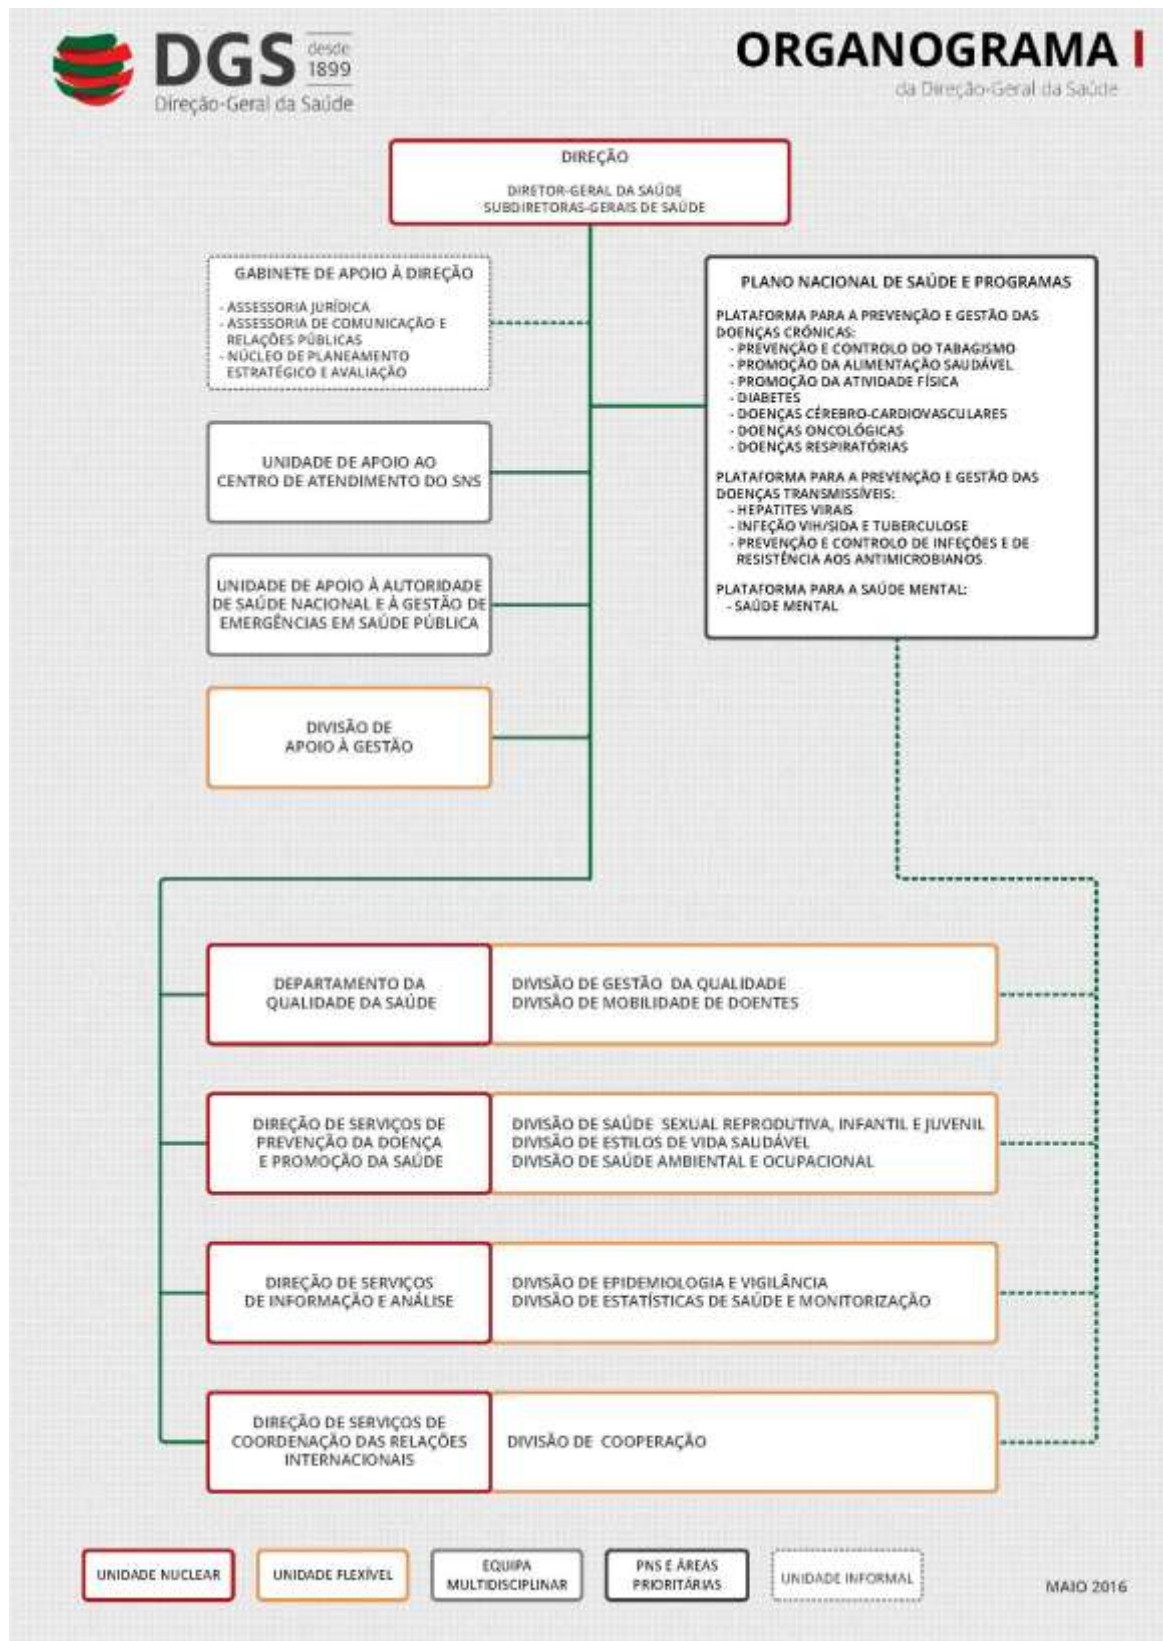 DGS desde
1899
Direção-Geral da Saúde
ORGANOGRAMA
da Direção-Geral da Saúde
DIREÇÃO
DIRETOR-GERAL DA SAÚDE
SUBDIRETORAS-GERAIS DE SAÚDE
GABINETE DE APOIO À DIREÇÃO
- ASSESSORIA JURÍDICA
- ASSESSORIA DE COMUNICAÇÃO E
RELAÇÕES PÚBLICAS
- NÚCLEO DE PLANEAMENTO
ESTRATÉGICO E AVALIAÇÃO
PLANO NACIONAL DE SAÚDE E PROGRAMAS
PLATAFORMA PARA A PREVENÇÃO E GESTÃO DAS
DOENÇAS CRÓNICAS:
- PREVENÇÃO E CONTROLO DO TABAGISMO
- PROMOÇÃO DA ALIMENTAÇÃO SAUDÁVEL
- PROMOÇÃO DA ATIVIDADE FÍSICA
- DIABETES
- DOENÇAS CÉREBRO-CARDIOVASCULARES
- DOENÇAS ONCOLÓGICAS
- DOENÇAS RESPIRATÓRIAS
PLATAFORMA PARA A PREVENÇÃO E GESTÃO DAS
DOENÇAS TRANSMISSÍVEIS:
- HEPATITES VIRAIS
- INFEÇÃO VIH/SIDA E TUBERCULOSE
- PREVENÇÃO E CONTROLO DE INFEÇÕES E DE
RESISTÊNCIA AOS ANTIMICROBIANOS
PLATAFORMA PARA A SAÚDE MENTAL:
- SAÚDE MENTAL
UNIDADE DE APOIO AO
CENTRO DE ATENDIMENTO DO SNS
UNIDADE DE APOIO À AUTORIDADE
DE SAÚDE NACIONAL E À GESTÃO DE
EMERGÊNCIAS EM SAÚDE PÚBLICA
DIVISÃO DE
APOIO À GESTÃO
DEPARTAMENTO DA
QUALIDADE DA SAÚDE
DIVISÃO DE GESTÃO DA QUALIDADE
DIVISÃO DE MOBILIDADE DE DOENTES
DIREÇÃO DE SERVIÇOS DE
PREVENÇÃO DA DOENÇA
E PROMOÇÃO DA SAÚDE
DIVISÃO DE SAÚDE SEXUAL REPRODUTIVA, INFANTIL E JUVENIL
DIVISÃO DE ESTILOS DE VIDA SAUDÁVEL
DIVISÃO DE SAÚDE AMBIENTAL E OCUPACIONAL
DIREÇÃO DE SERVIÇOS
DE INFORMAÇÃO E ANÁLISE
DIVISÃO DE EPIDEMIOLOGIA E VIGILÂNCIA
DIVISÃO DE ESTATÍSTICAS DE SAÚDE E MONITORIZAÇÃO
DIREÇÃO DE SERVIÇOS DE
COORDENAÇÃO DAS RELAÇÕES
INTERNACIONAIS
DIVISÃO DE COOPERAÇÃO
UNIDADE NUCLEAR
UNIDADE FLEXÍVEL
EQUIPA
MULTIDISCIPLINAR
PNS E ÁREAS
PRIORITÁRIAS
UNIDADE INFORMAL
MAIO 2016